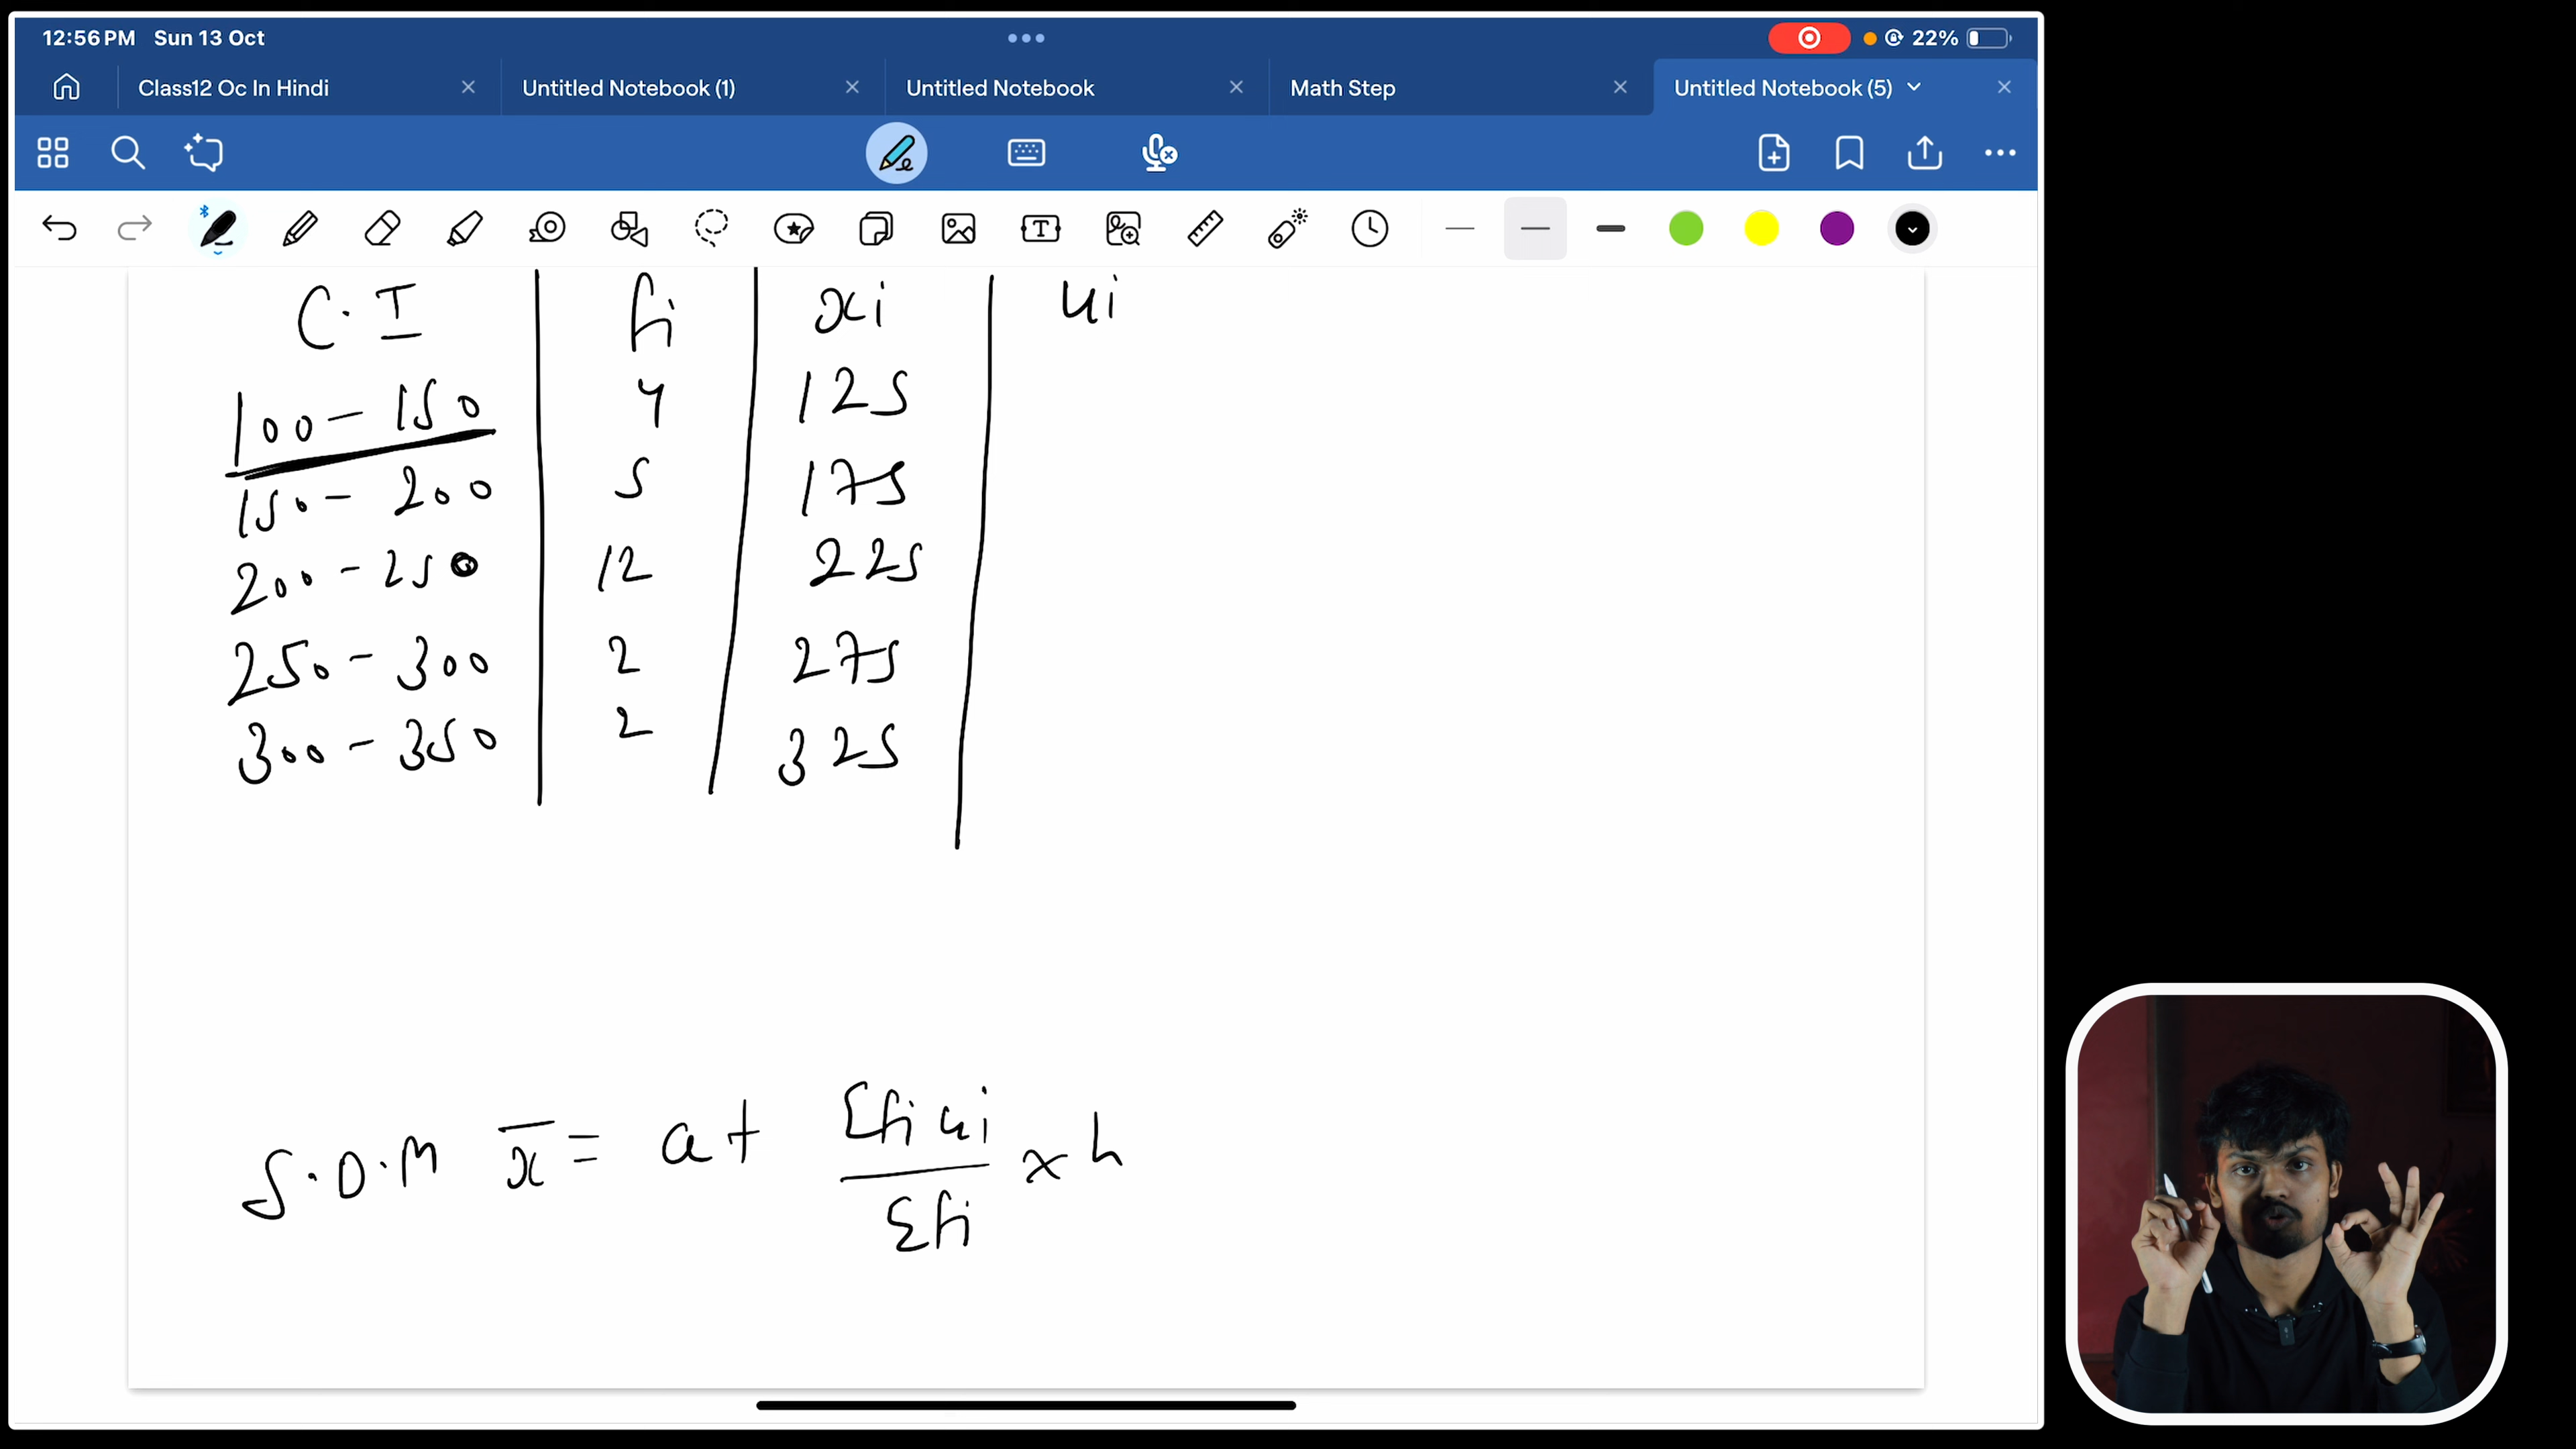 12:56 PM Sun 13 Oct 22%
Class12 Oc In Hindi Untitled Notebook (1) Untitled Notebook Math Step Untitled Notebook (5)
C.I fi xi ui
100 - 150 4 125
150 - 200 5 175
200 - 250 12 225
250 - 300 2 275
300 - 350 2 325
S.D.M x̄ = a + Σfiui/Σfi × h